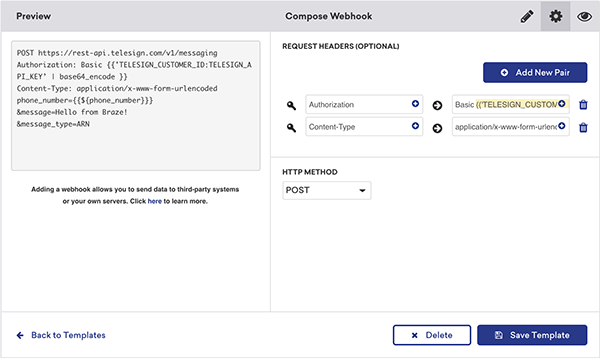 Preview
Compose Webhook
POST https://rest-api.telesign.com/v1/messaging
Authorization: Basic {{'TELESIGN_CUSTOMER_ID:TELESIGN_A
PI_KEY' | base64_encode }}
Content-Type: application/x-www-form-urlencoded
phone_number={{${phone_number}}}
&message=Hello from Braze!
&message_type=ARN
Adding a webhook allows you to send data to third-party systems
or your own servers. Click here to learn more.
REQUEST HEADERS (OPTIONAL)
Add New Pair
Authorization Basic {{'TELESIGN_CUSTOM
Content-Type application/x-www-form-urlenc
HTTP METHOD
POST
Back to Templates
Delete
Save Template